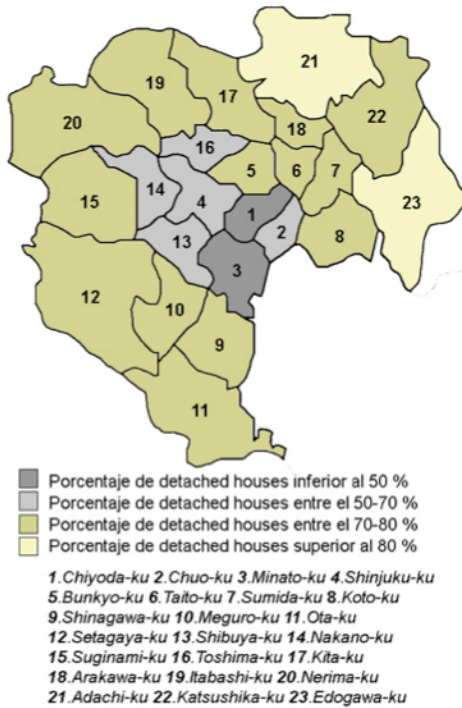 21
19
17
20
18
22
16
5
6
7
14
15
4
23
1
2
13
8
3
12
10
9
11
Porcentaje de detached houses inferior al 50 %
Porcentaje de detached houses entre el 50-70 %
Porcentaje de detached houses entre el 70-80 %
Porcentaje de detached houses superior al 80 %
1.Chiyoda-ku 2.Chuo-ku 3.Minato-ku 4.Shinjuku-ku
5.Bunkyo-ku 6.Taito-ku 7.Sumida-ku 8.Koto-ku
9.Shinagawa-ku 10.Meguro-ku 11.Ota-ku
12.Setagaya-ku 13.Shibuya-ku 14.Nakano-ku
15.Suginami-ku 16.Toshima-ku 17.Kita-ku
18.Arakawa-ku 19.Itabashi-ku 20.Nerima-ku
21.Adachi-ku 22.Katsushika-ku 23.Edogawa-ku